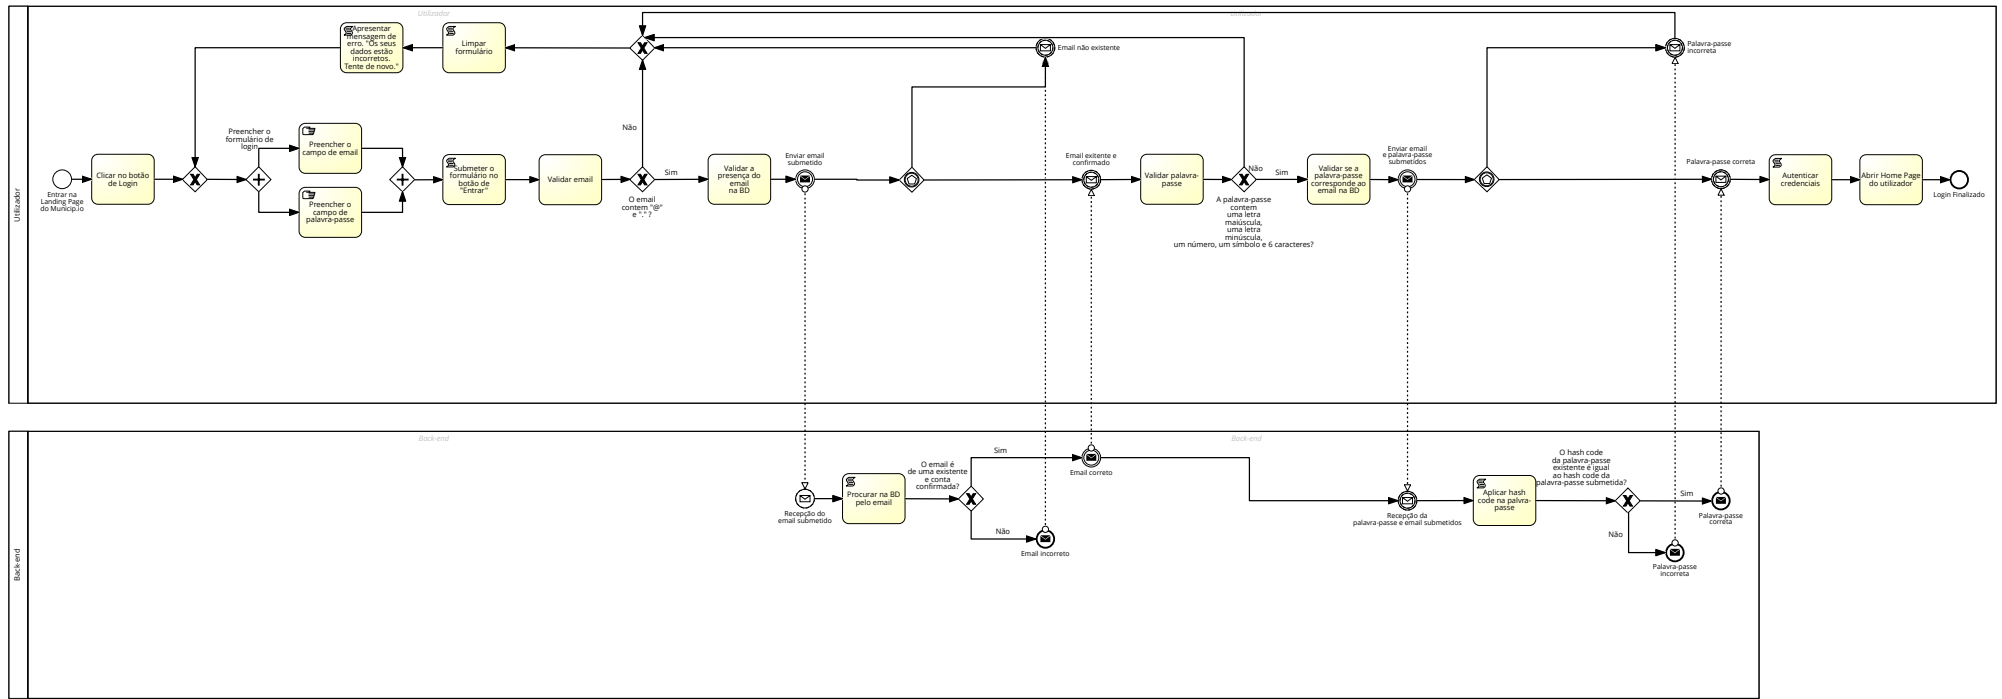 Utilizador
Utilizador
Utilizador
Apresentar
mensagem de
erro. "Os seus
dados estão
incorretos.
Tente de novo."
Limpar
formulário
Email não existente
Palavra-passe
incorreta
Entrar na
Landing Page
do Municip.io
Clicar no botão
de Login
Preencher o
formulário de
login
Preencher o
campo de email
Preencher o
campo de
palavra-passe
Submeter o
formulário no
botão de
"Entrar"
Validar email
Não
O email
contem "@"
e "." ?
Sim
Validar a
presença do
email
na BD
Enviar email
submetido
Email exitente e
confirmado
Validar palavra-
passe
Não
A palavra-passe
contem
uma letra
maiúscula,
uma letra
minúscula,
um número, um símbolo e 6 caracteres?
Sim
Validar se a
palavra-passe
corresponde ao
email na BD
Enviar email
e palavra-passe
submetidos
Palavra-passe correta
Autenticar
credenciais
Abrir Home Page
do utilizador
Login Finalizado
Back-end
Back-end
Back-end
Recepção do
email submetido
Procurar na BD
pelo email
O email é
de uma existente
e conta
confirmada?
Sim
Email correto
Não
Email incorreto
Recepção da
palavra-passe e email submetidos
Aplicar hash
code na palvra-
passe
O hash code
da palavra-passe
existente é igual
ao hash code da
palavra-passe submetida?
Sim
Palavra-passe
correta
Não
Palavra-passe
incorreta